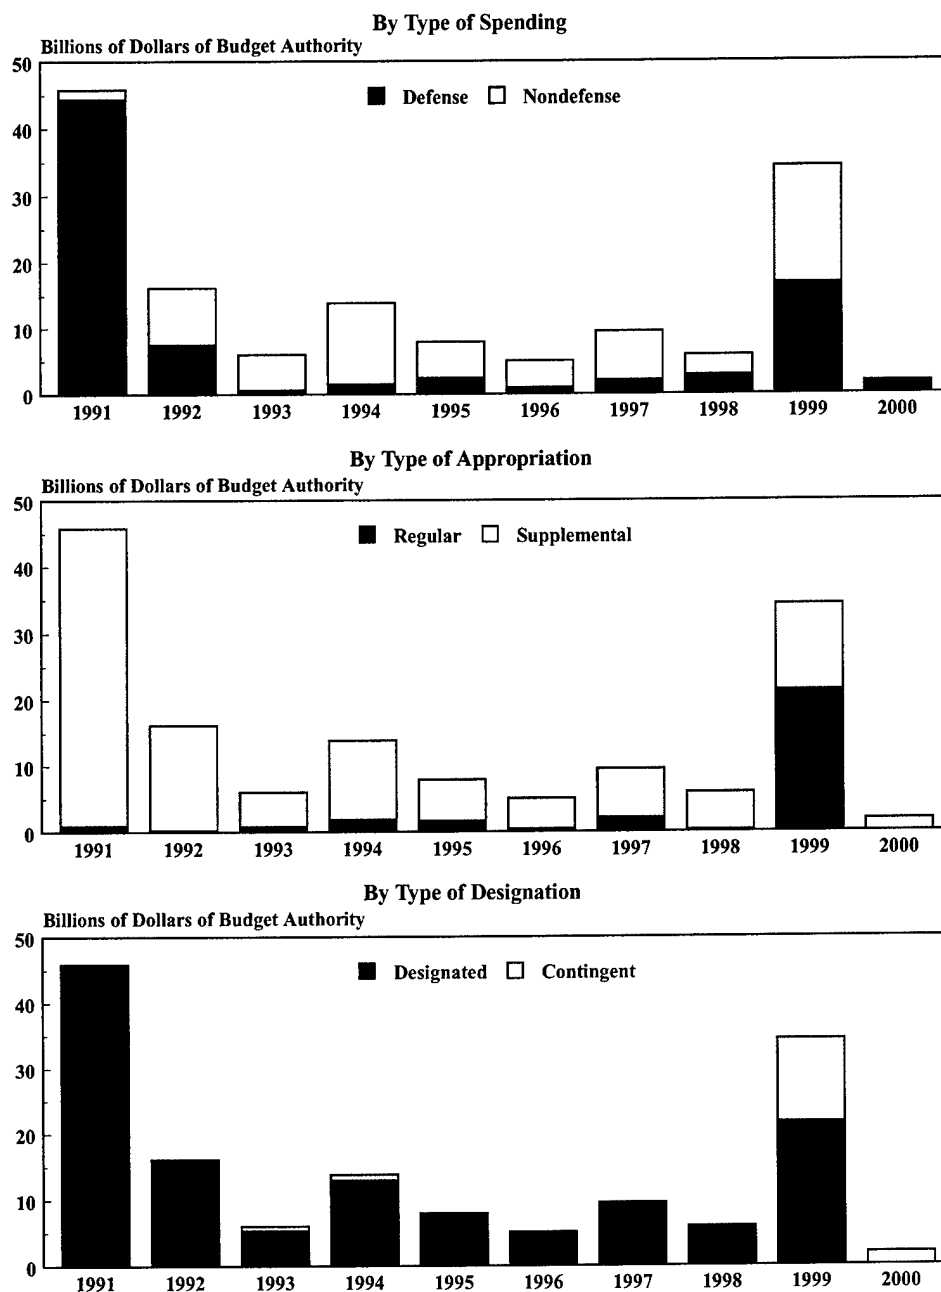 By Type of Spending
Billions of Dollars of Budget Authority
50
Defense Nondefense
40
30
20
10
0
1991 1992 1993 1994 1995 1996 1997 1998 1999 2000
By Type of Appropriation
Billions of Dollars of Budget Authority
50
Regular Supplemental
40
30
20
10
0
1991 1992 1993 1994 1995 1996 1997 1998 1999 2000
By Type of Designation
Billions of Dollars of Budget Authority
50
Designated Contingent
40
30
20
10
0
1991 1992 1993 1994 1995 1996 1997 1998 1999 2000